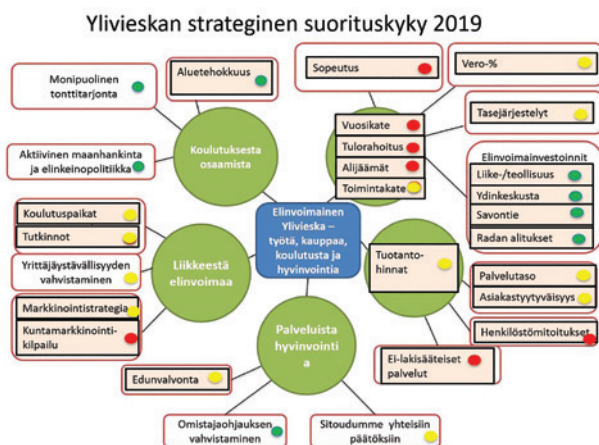 Ylivieskan strateginen suorituskyky 2019
Monipuolinen
tonttitarjonta
Aluetehokkuus
Aktiivinen maanhankinta
ja elinkeinopolitiikka
Koulutuksesta
osaamista
Sopeutus
Vero-%
Tasejärjestelyt
Vuosikate
Tulorahoitus
Alijäämät
Toimintakate
Elinvoimainvestoinnit
Liike-/teollisuus
Ydinkeskusta
Savontie
Radan alitukset
Koulutuspaikat
Tutkinnot
Yrittäjäystävällisyyden
vahvistaminen
Markkinointistrategia
Kuntamarkkinointi-
kilpailu
Liikkeestä
elinvoimaa
Elinvoimainen
Ylivieska –
työtä, kauppaa,
koulutusta ja
hyvinvointia
Tuotanto-
hinnat
Palvelutaso
Asiakastyytyväisyys
Henkilöstömitoitukset
Ei-lakisääteiset
palvelut
Palveluista
hyvinvointi
a
Edunvalvonta
Omistajaohjauksen
vahvistaminen
Sitoudumme yhteisiin
päätöksiin